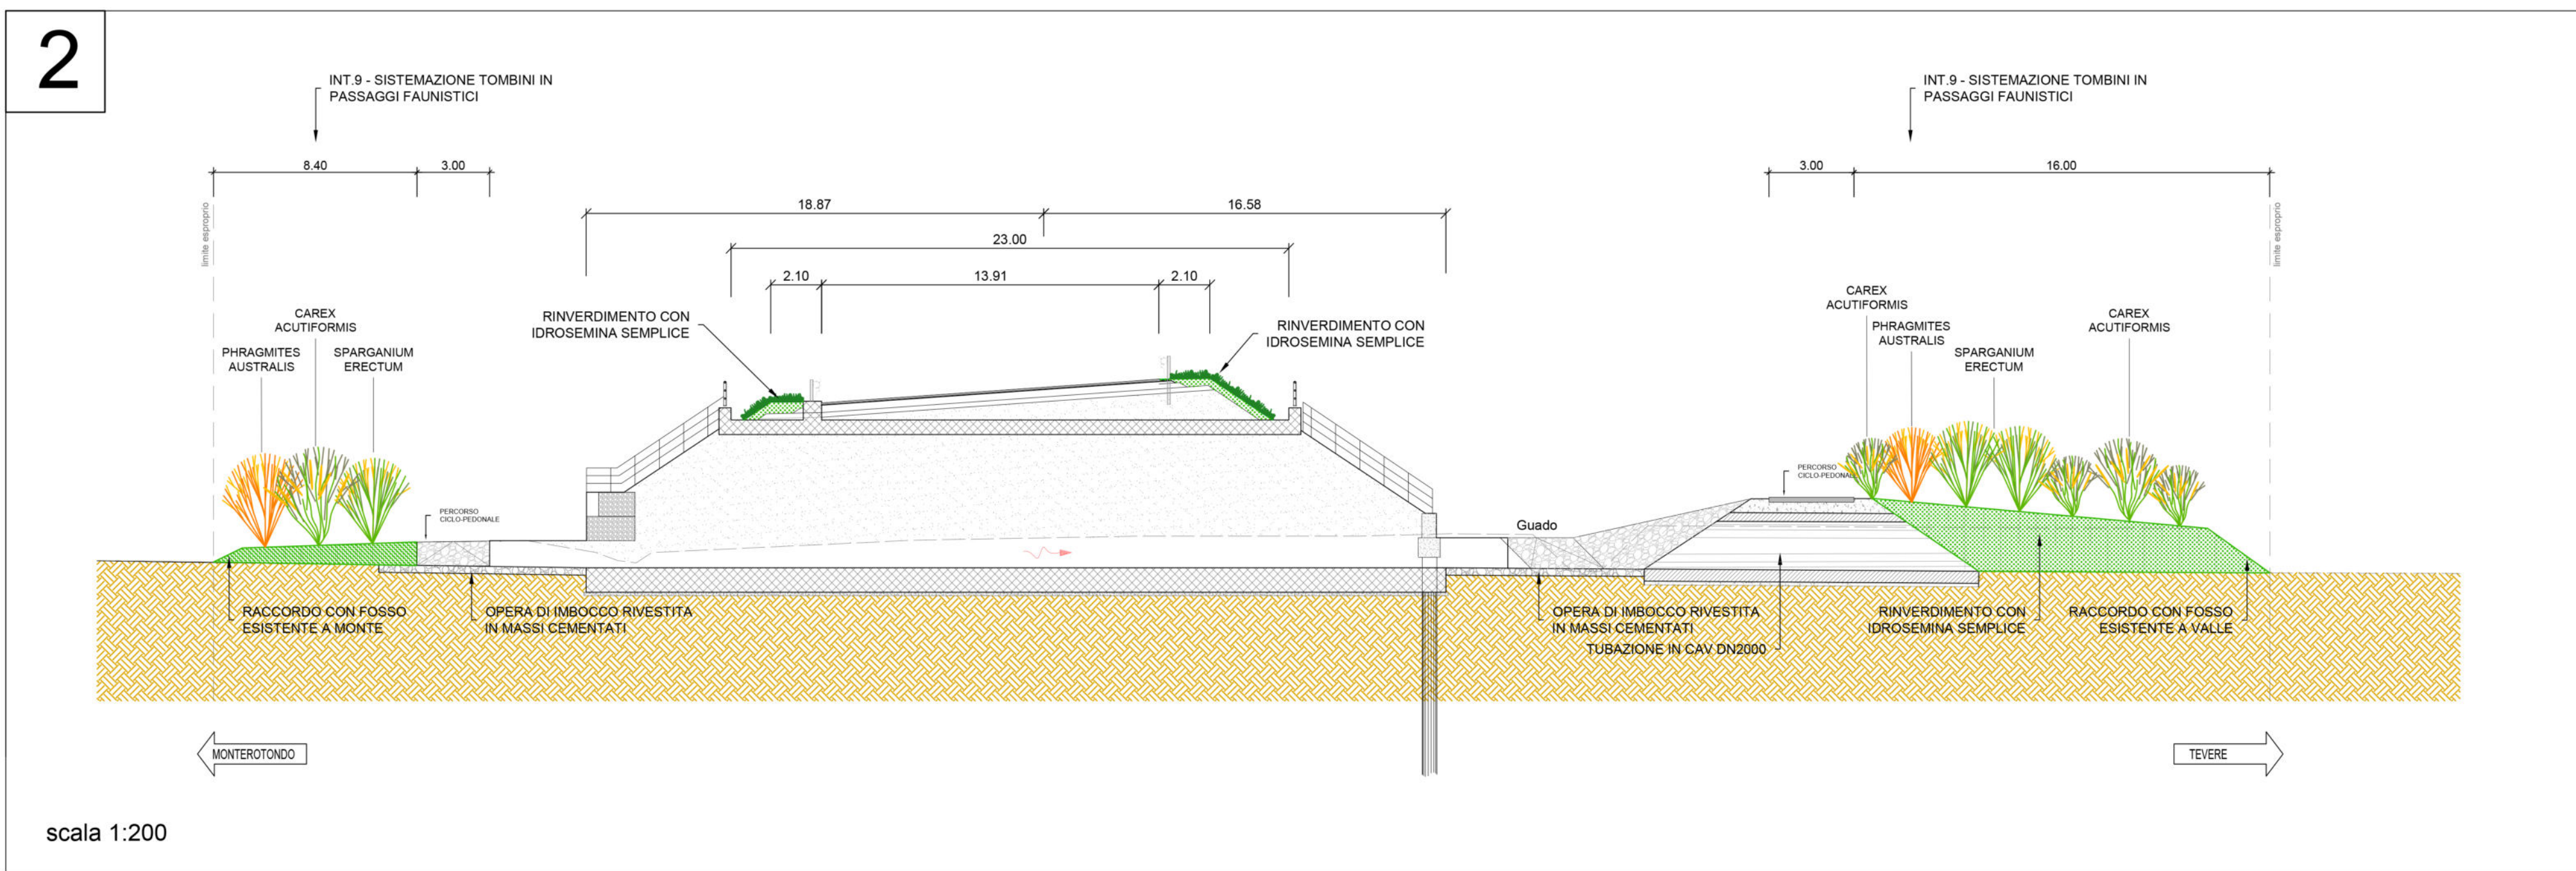 2
INT.9 - SISTEMAZIONE TOMBINI IN
PASSAGGI FAUNISTICI
INT.9 - SISTEMAZIONE TOMBINI IN
PASSAGGI FAUNISTICI
8.40
3.00
3.00
16.00
limite esproprio
limite esproprio
18.87
16.58
23.00
2.10
13.91
2.10
RINVERDIMENTO CON
IDROSEMINA SEMPLICE
RINVERDIMENTO CON
IDROSEMINA SEMPLICE
CAREX
ACUTIFORMIS
PHRAGMITES
AUSTRALIS
SPARGANIUM
ERECTUM
CAREX
ACUTIFORMIS
PHRAGMITES
AUSTRALIS
SPARGANIUM
ERECTUM
CAREX
ACUTIFORMIS
PERCORSO
CICLO-PEDONALE
PERCORSO
CICLO-PEDONALE
Guado
RACCORDO CON FOSSO
ESISTENTE A MONTE
OPERA DI IMBOCCO RIVESTITA
IN MASSI CEMENTATI
OPERA DI IMBOCCO RIVESTITA
IN MASSI CEMENTATI
TUBAZIONE IN CAV DN2000
RINVERDIMENTO CON
IDROSEMINA SEMPLICE
RACCORDO CON FOSSO
ESISTENTE A VALLE
MONTEROTONDO
TEVERE
scala 1:200